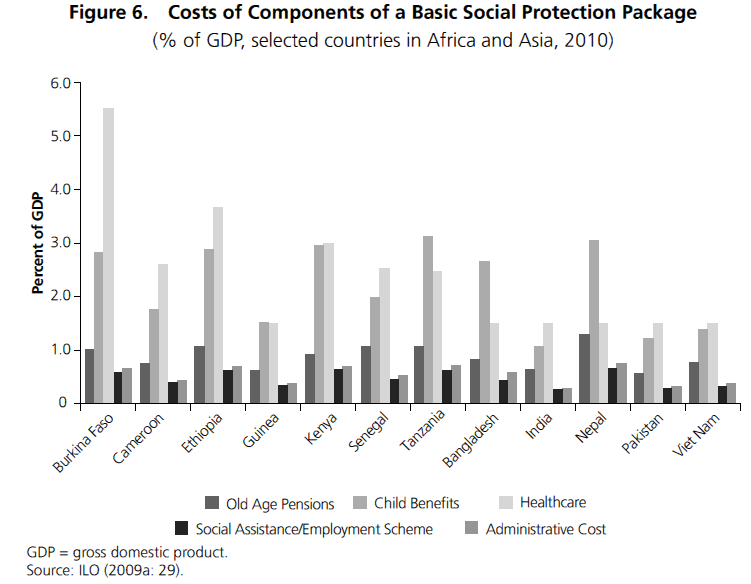 Figure 6. Costs of Components of a Basic Social Protection Package
(% of GDP, selected countries in Africa and Asia, 2010)
6.0
5.0
4.0
3.0
2.0
1.0
0
Percent of GDP
Burkina Faso
Cameroon
Ethiopia
Guinea
Kenya
Senegal
Tanzania
Bangladesh
India
Nepal
Pakistan
Viet Nam
Old Age Pensions Child Benefits Healthcare
Social Assistance/Employment Scheme Administrative Cost
GDP = gross domestic product.
Source: ILO (2009a: 29).